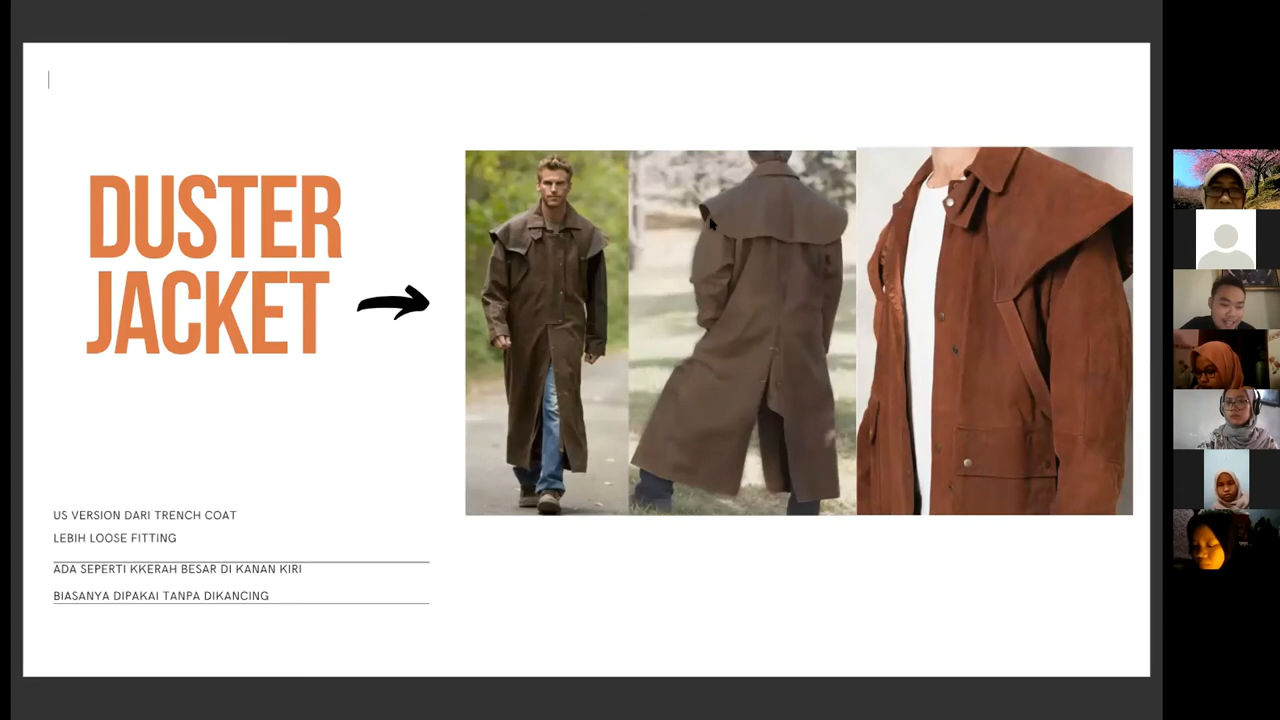 DUSTER
JACKET
US VERSION DARI TRENCH COAT
LEBIH LOOSE FITTING
ADA SEPERTI KKERAH BESAR DI KANAN KIRI
BIASANYA DIPAKAI TANPA DIKANCING